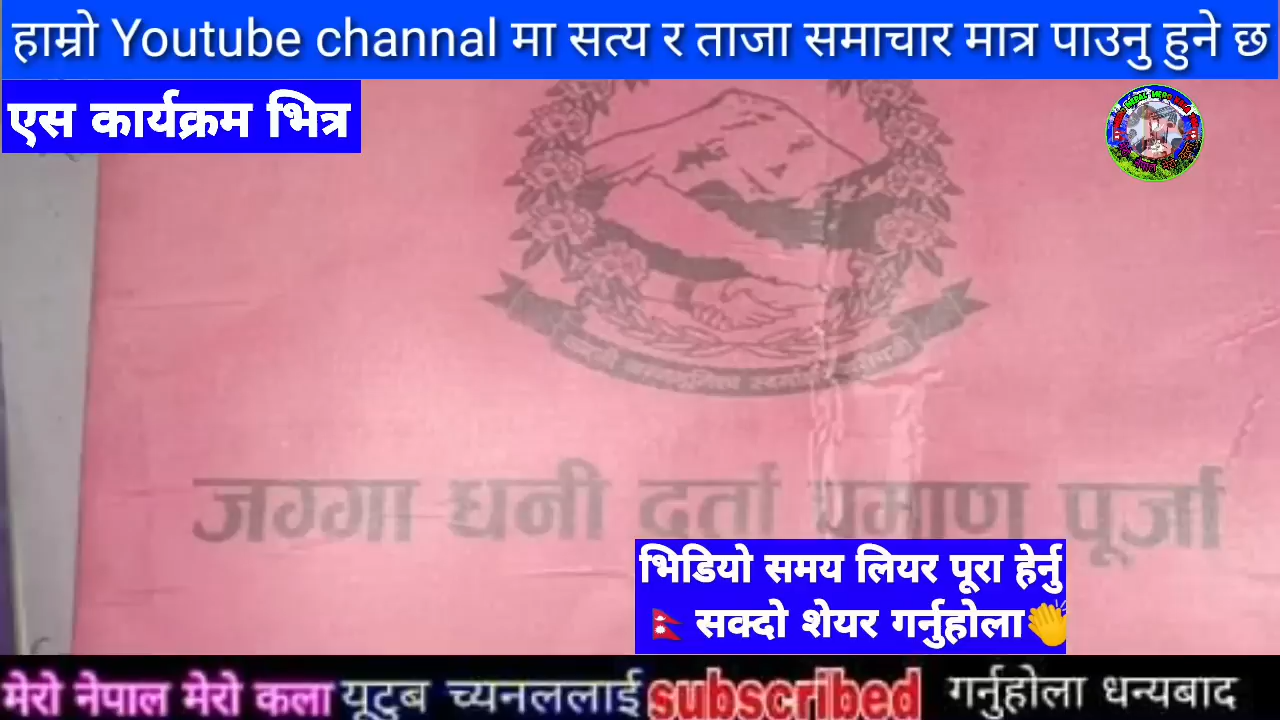 हाम्रो Youtube channal मा सत्य र ताजा समाचार मात्र पाउनु हुने छ
एस कार्यक्रम भित्र
जग्गा धनी दर्ता प्रमाण पूर्जा
भिडियो समय लियर पूरा हेर्नु
सक्दो शेयर गर्नुहोला
मेरो नेपाल मेरो कला यूटुब च्यनललाई subscribed गर्नुहोला धन्यबाद